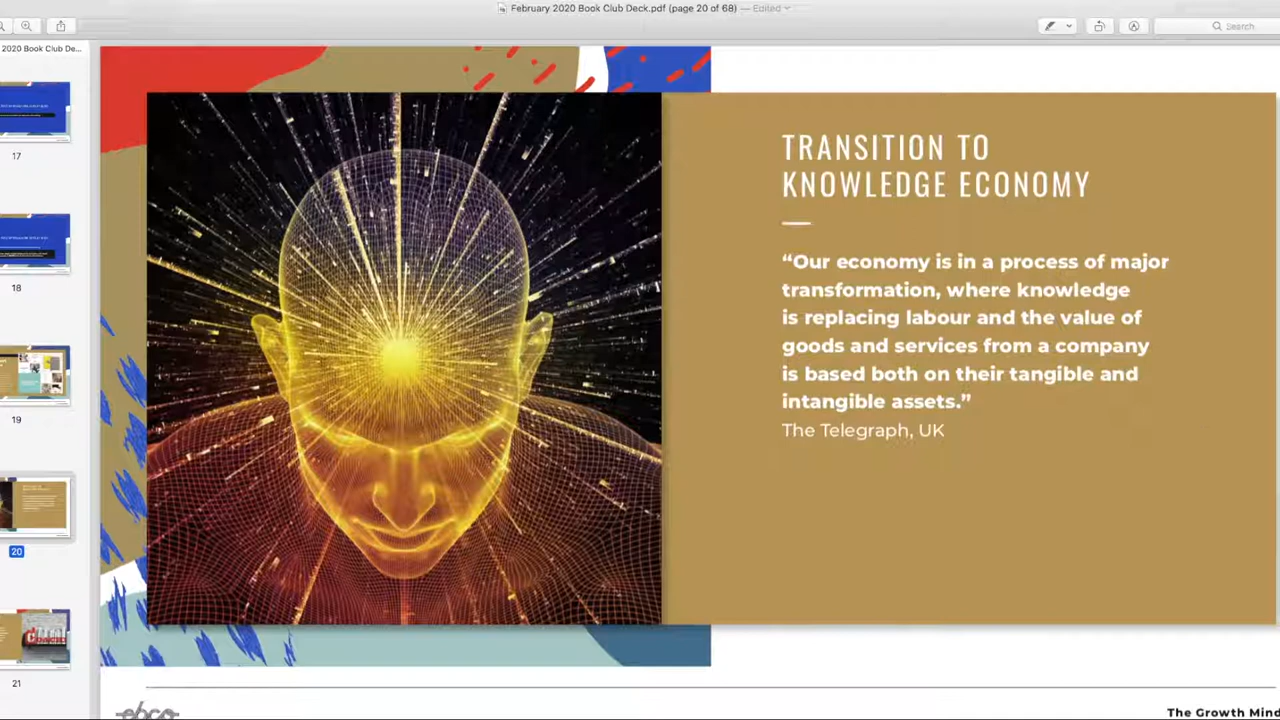 February 2020 Book Club Deck.pdf (page 20 of 68) — Edited
Search
2020 Book Club De...
17
18
19
20
21
TRANSITION TO
KNOWLEDGE ECONOMY
“Our economy is in a process of major
transformation, where knowledge
is replacing labour and the value of
goods and services from a company
is based both on their tangible and
intangible assets.”
The Telegraph, UK
ebco
The Growth Mind